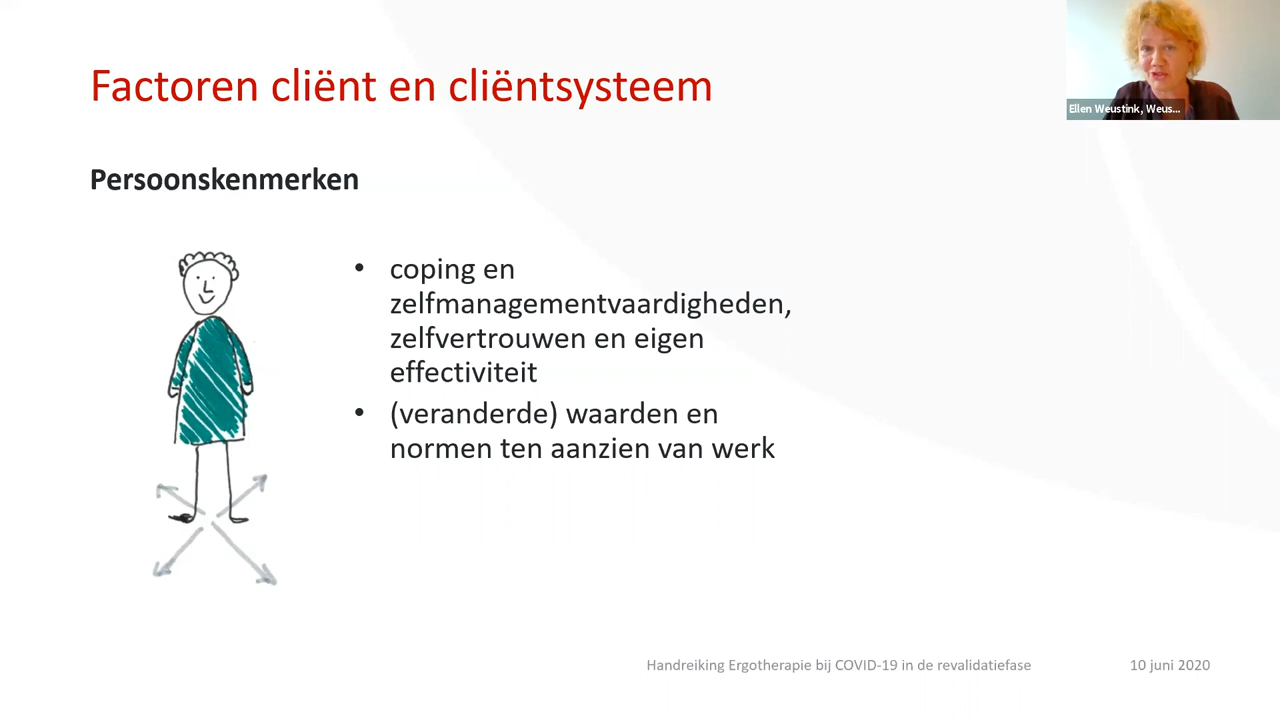 Factoren cliënt en cliëntsysteem
Ellen Weustink, Weus...
Persoonskenmerken
• coping en
zelfmanagementvaardigheden,
zelfvertrouwen en eigen
effectiviteit
• (veranderde) waarden en
normen ten aanzien van werk
Handreiking Ergotherapie bij COVID-19 in de revalidatiefase
10 juni 2020